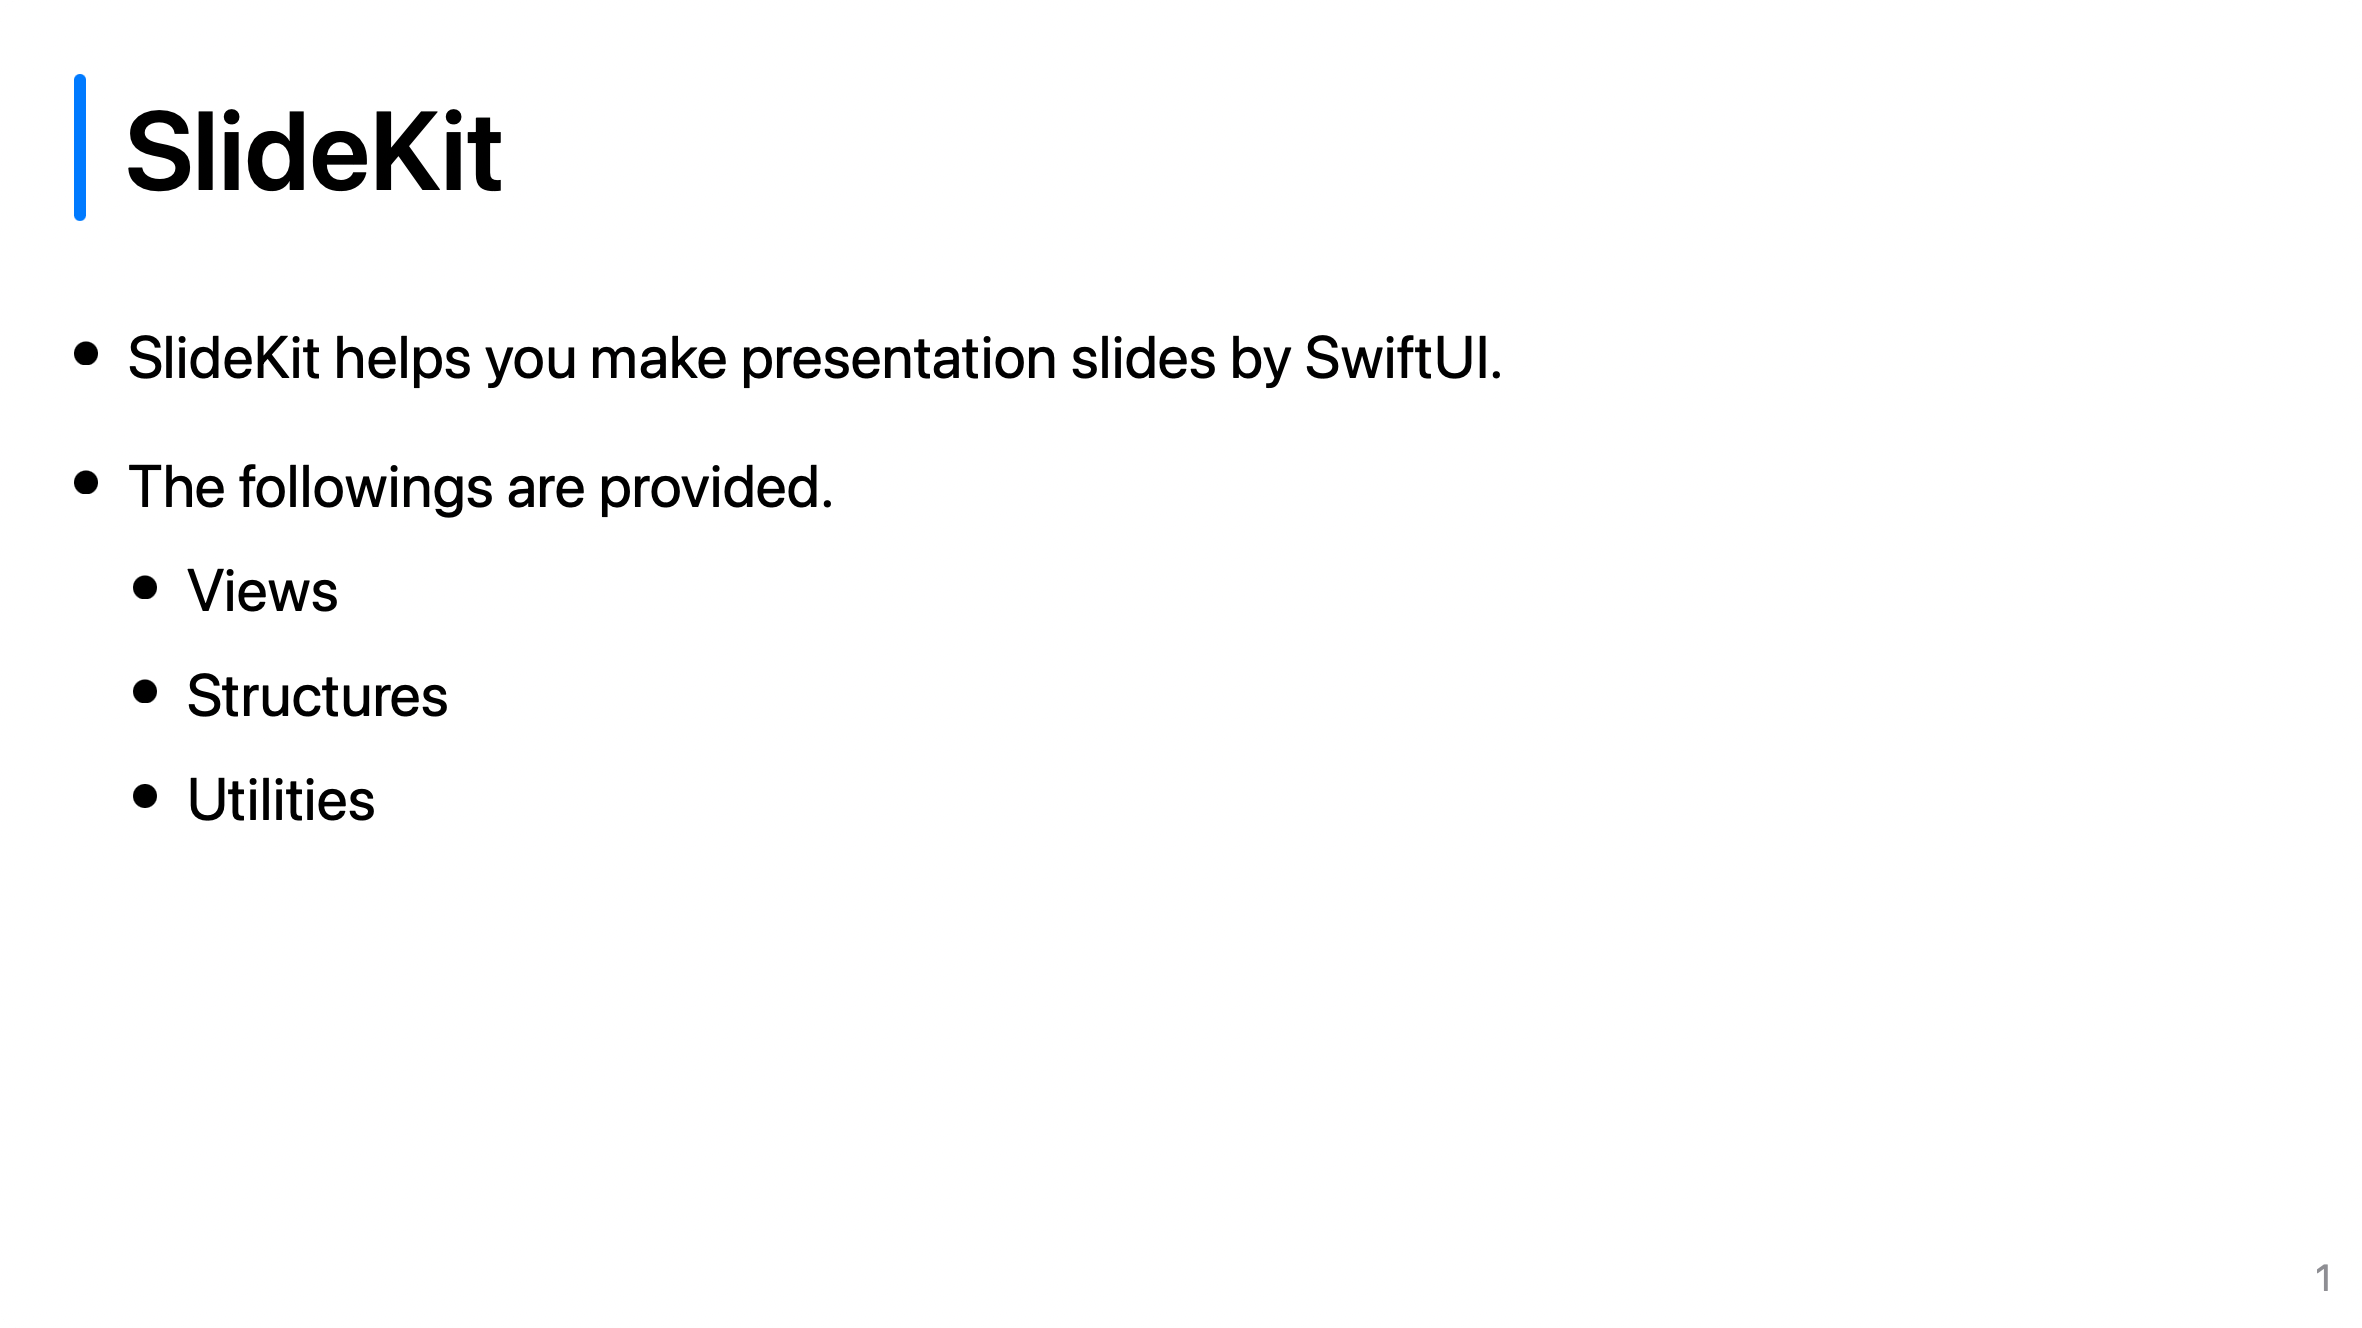 SlideKit
• SlideKit helps you make presentation slides by SwiftUI.
• The followings are provided.
• Views
• Structures
• Utilities
1